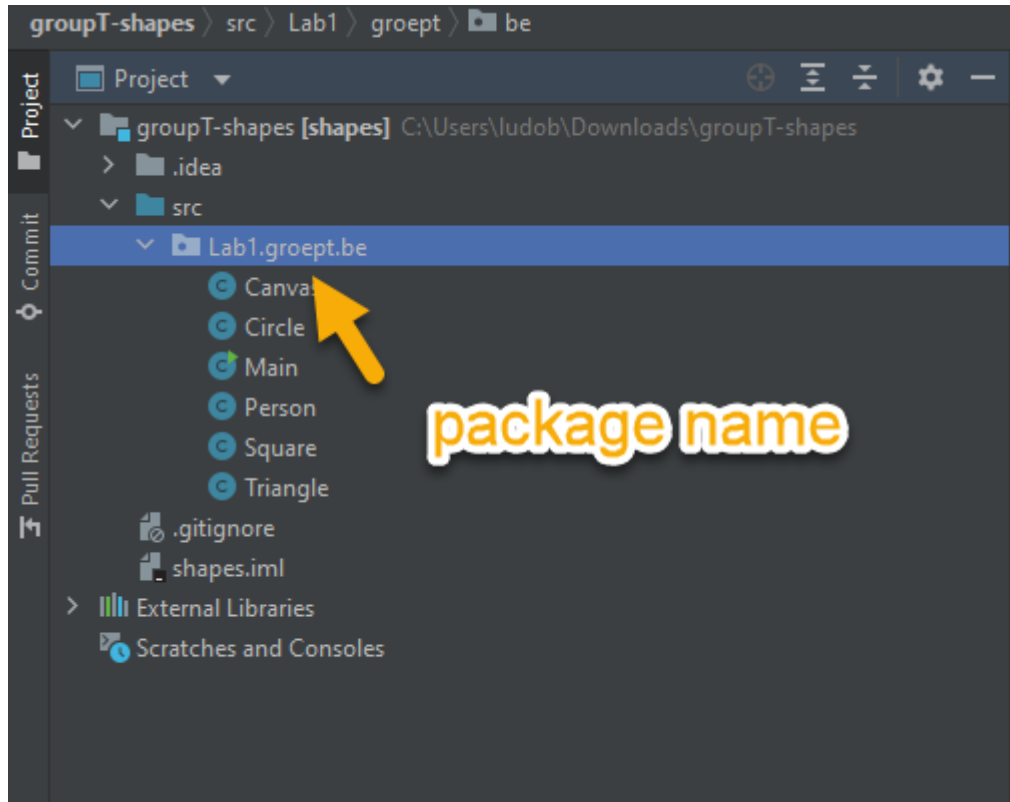 groupT-shapes 〉 src 〉 Lab1 〉 groept 〉 be
Project
Project
groupT-shapes [shapes] C:\Users\ludob\Downloads\groupT-shapes
.idea
src
Commit
Lab1.groept.be
Canvas
Circle
Main
Person
package name
Square
Pull Requests
Triangle
.gitignore
shapes.iml
External Libraries
Scratches and Consoles